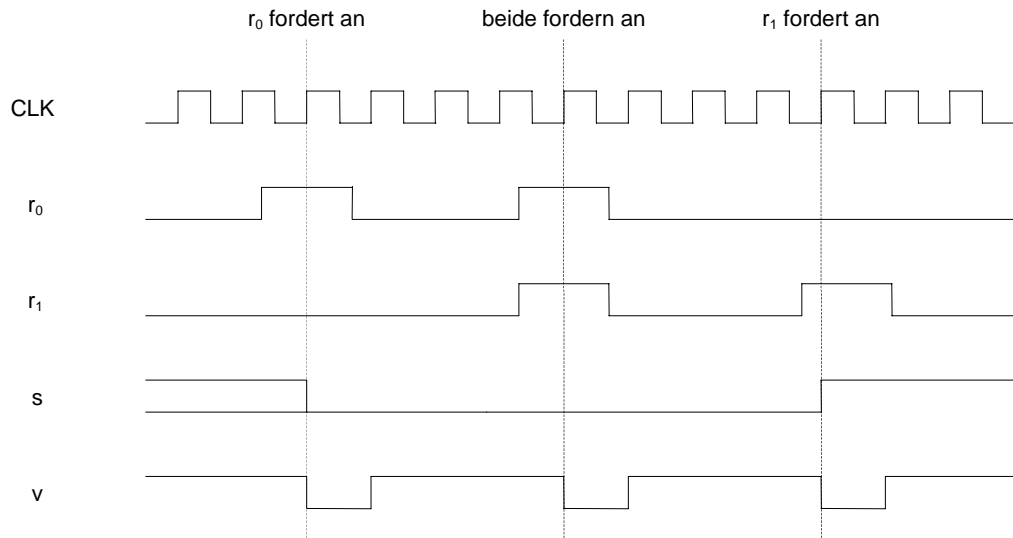 r₀ fordert an
beide fordern an
r₁ fordert an
CLK
r₀
r₁
s
v